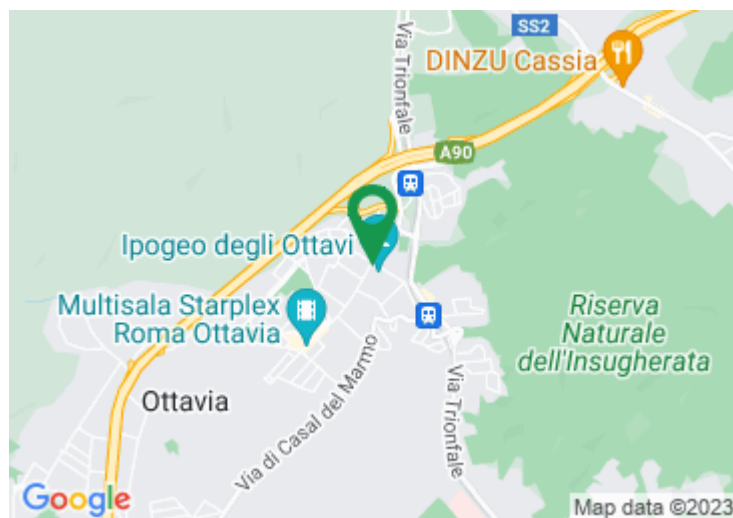 SS2
DINZU Cassia
Via Trionfale
A90
Ipogeo degli Ottavi
Multisala Starplex
Roma Ottavia
Riserva
Naturale
dell'Insugherata
Ottavia
Via di Casal del Marmo
Via Trionfale
Google
Map data ©2023